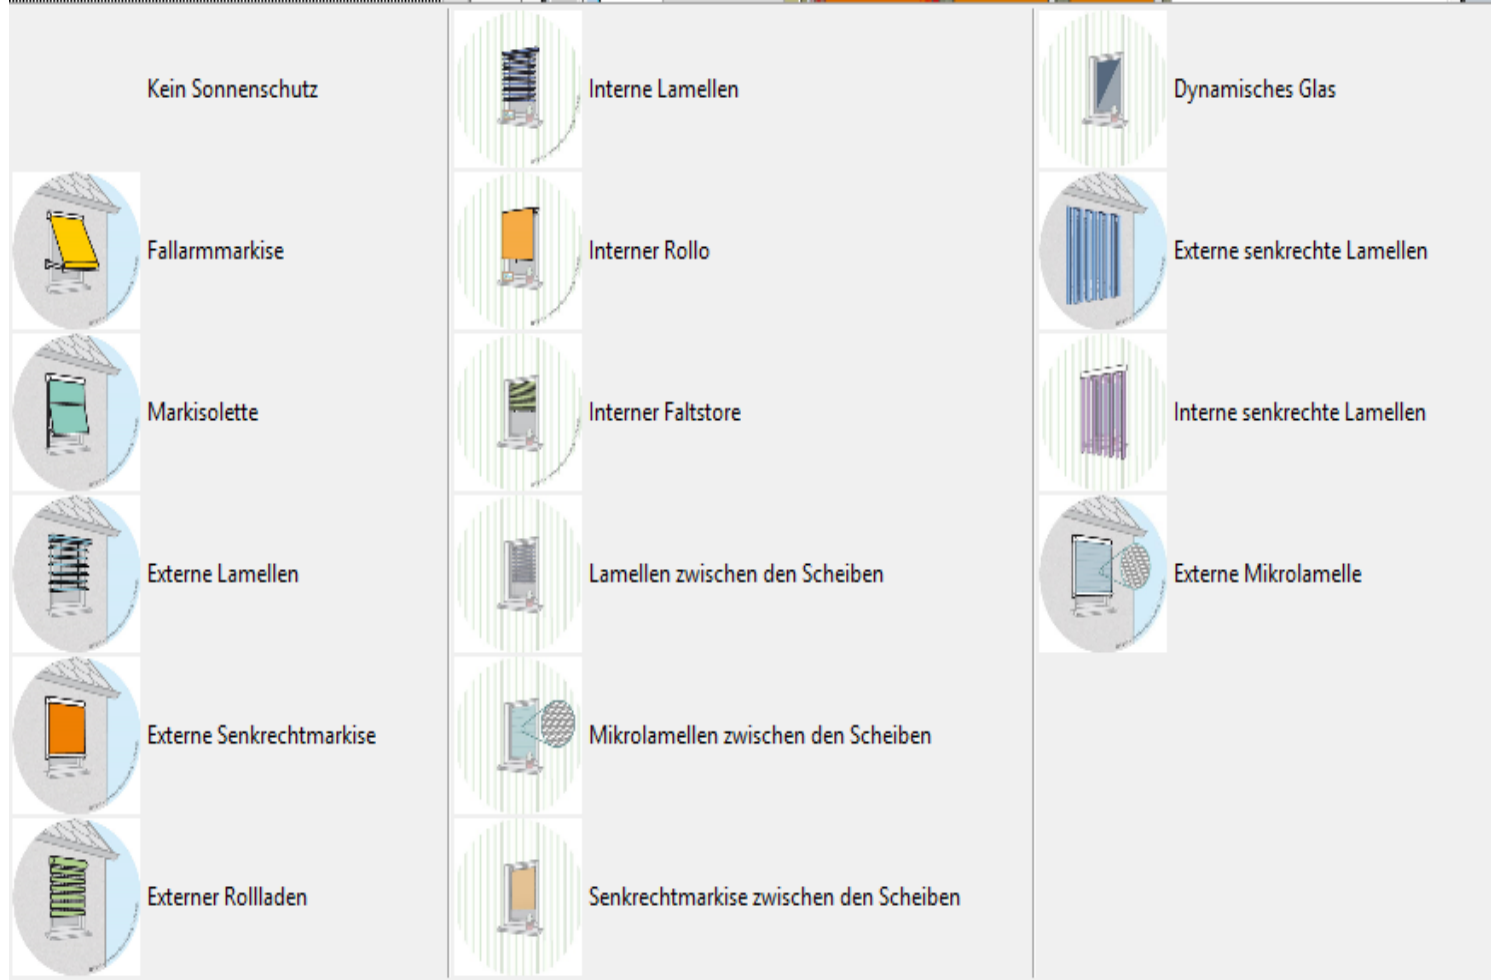 Kein Sonnenschutz
Fallarmmarkise
Markisolette
Externe Lamellen
Externe Senkrechtmarkise
Externer Rollladen
Interne Lamellen
Interner Rollo
Interner Faltstore
Lamellen zwischen den Scheiben
Mikrolamellen zwischen den Scheiben
Senkrechtmarkise zwischen den Scheiben
Dynamisches Glas
Externe senkrechte Lamellen
Interne senkrechte Lamellen
Externe Mikrolamelle